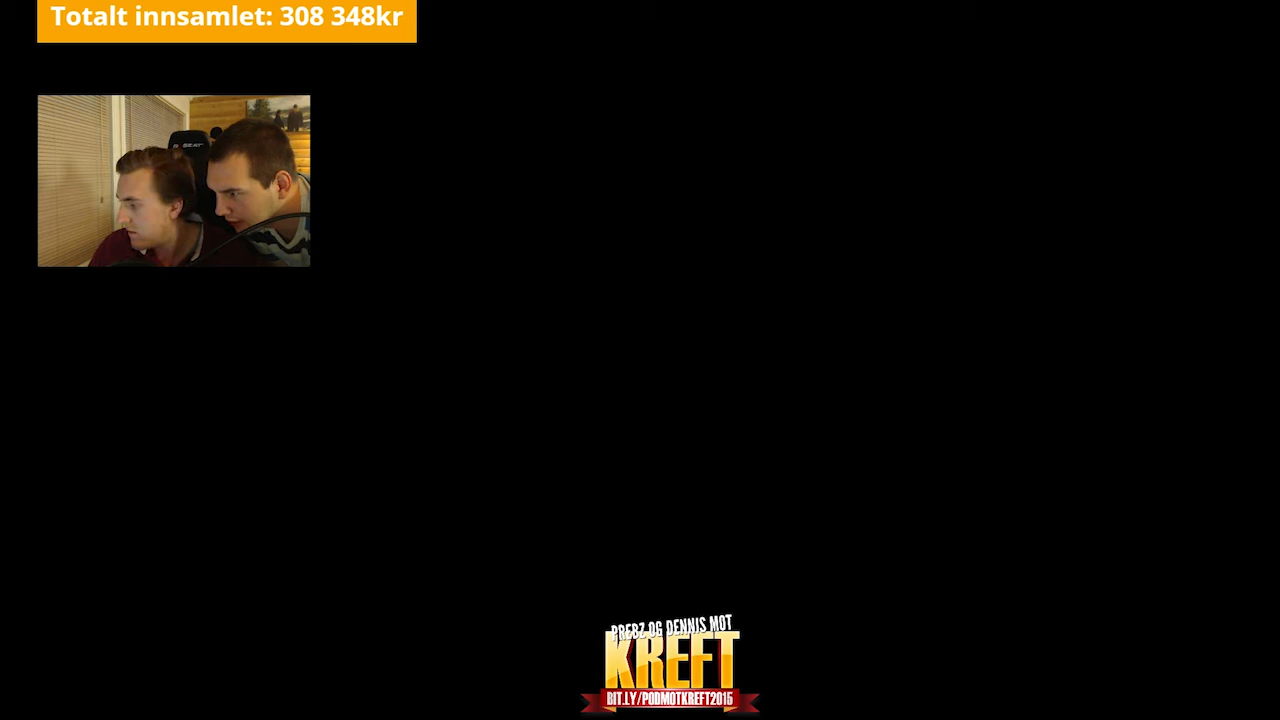 Totalt innsamlet: 308 348kr
PREBZ OG DENNIS MOT
KREFT
BIT.LY/PODMOTKREFT2015